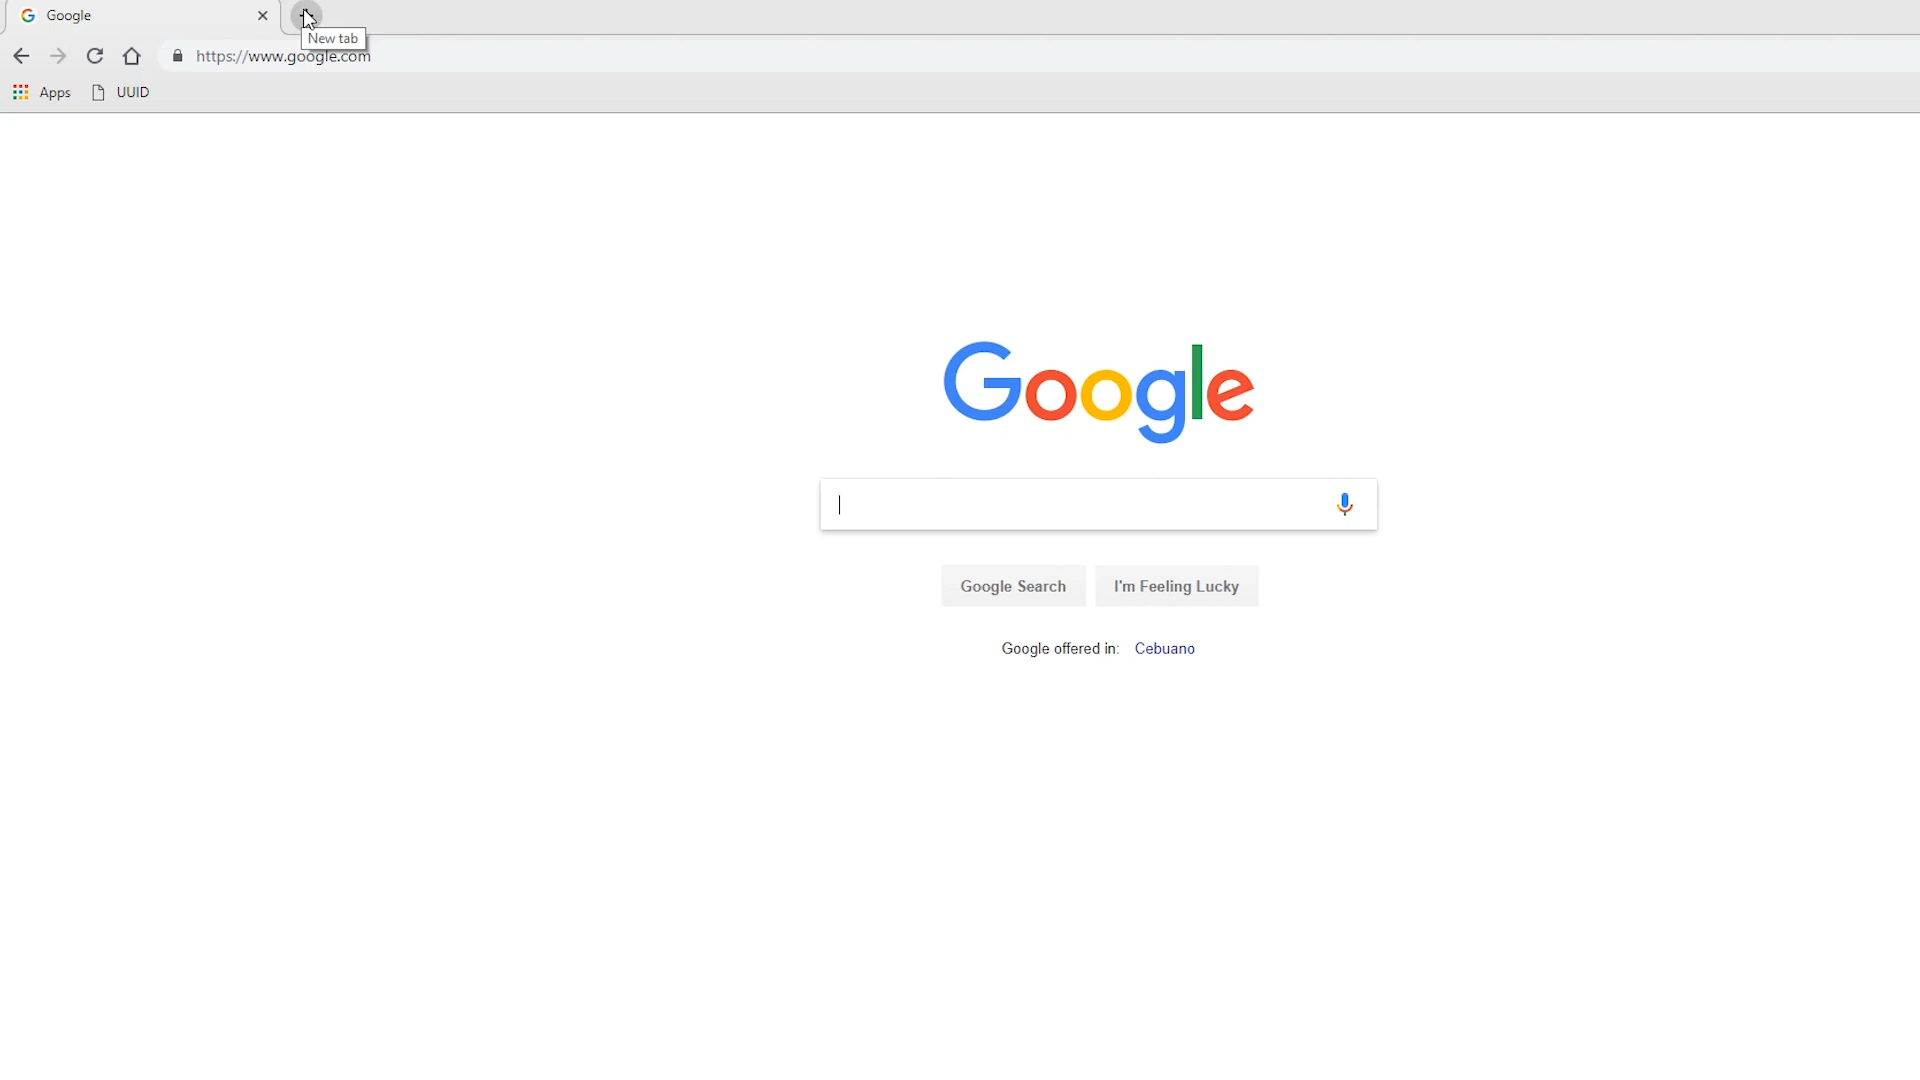 Google
New tab
https://www.google.com
Apps UUID
Google
Google Search I'm Feeling Lucky
Google offered in: Cebuano